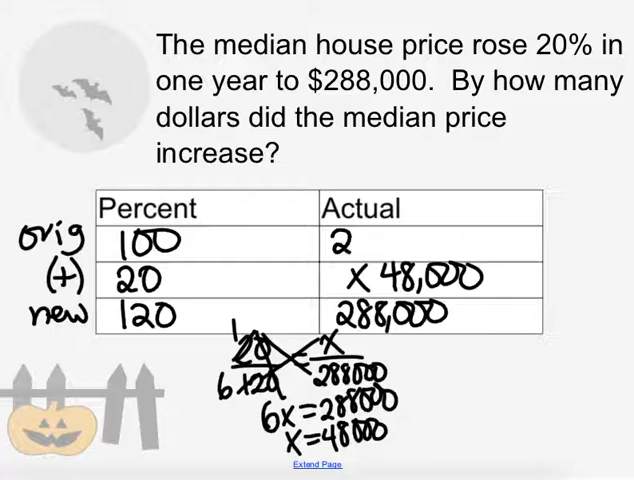 The median house price rose 20% in
one year to $288,000. By how many
dollars did the median price
increase?
Percent Actual
orig 100 2
(+) 20 x 48,000
new 120 288,000
1
20 = x
6 120 288000
6x = 288000
x = 48000
Extend Page